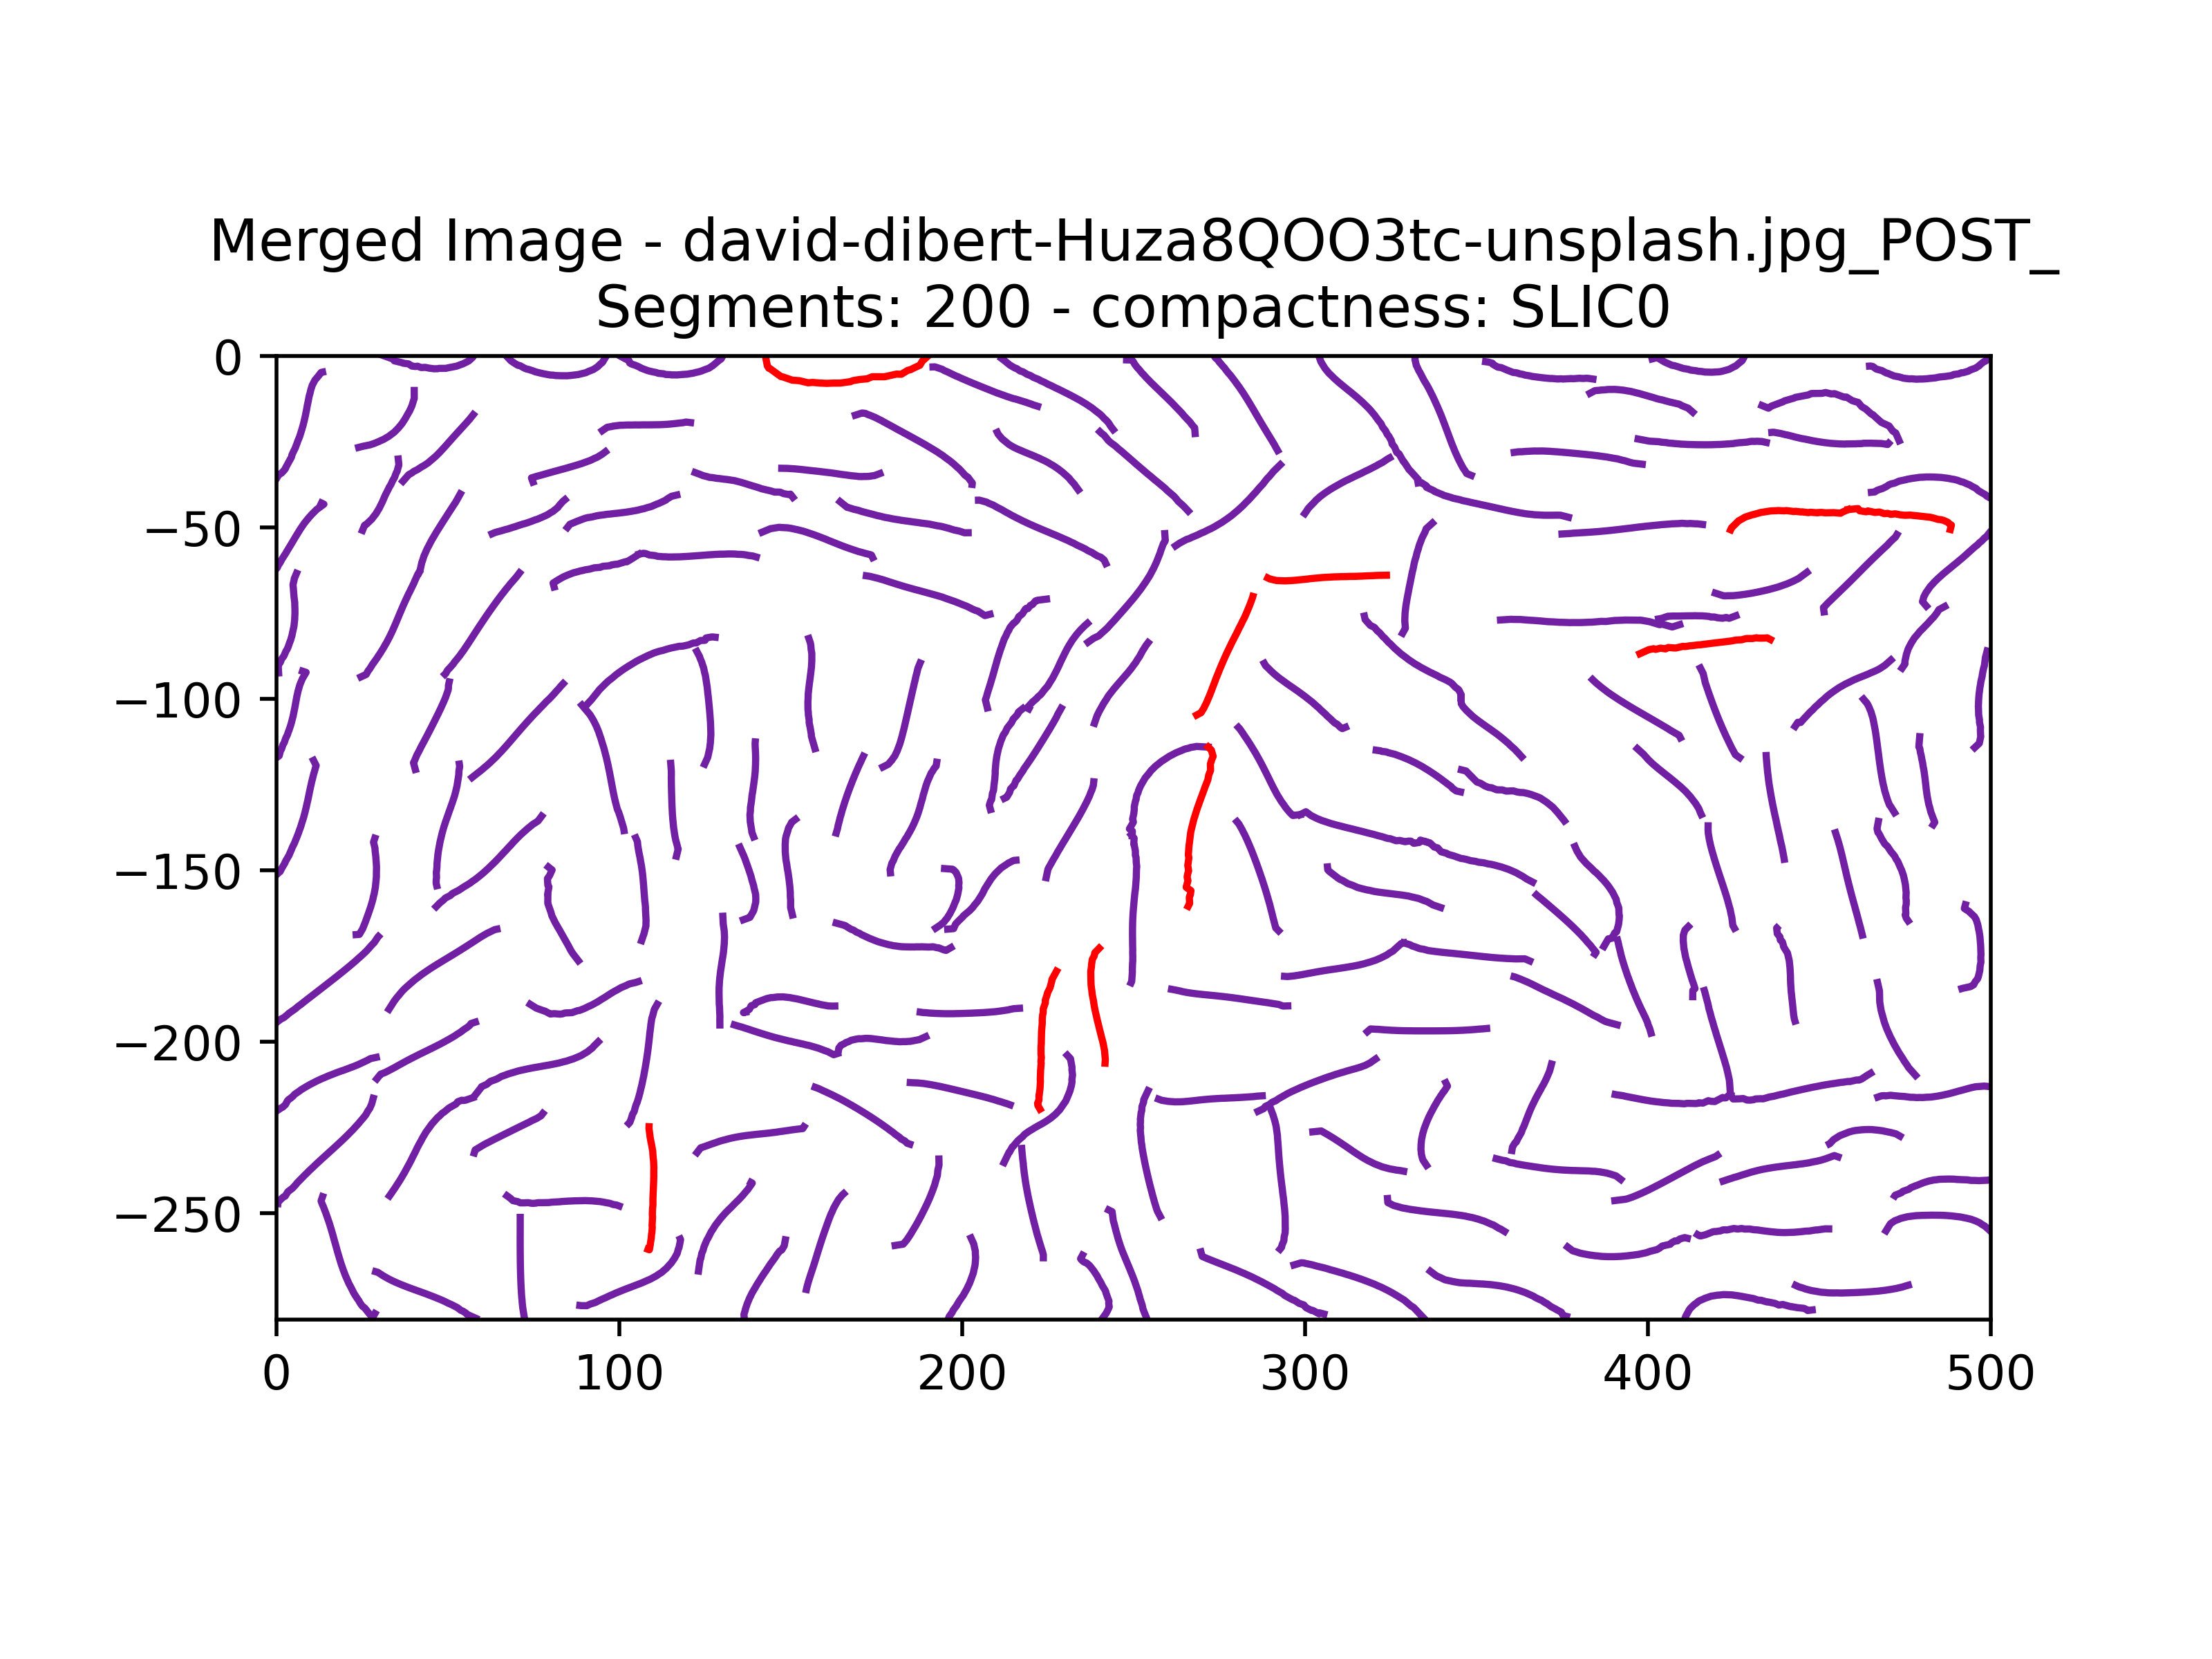 Merged Image - david-dibert-Huza8QOO3tc-unsplash.jpg_POST_
Segments: 200 - compactness: SLIC0
0
−50
−100
−150
−200
−250
0 100 200 300 400 500